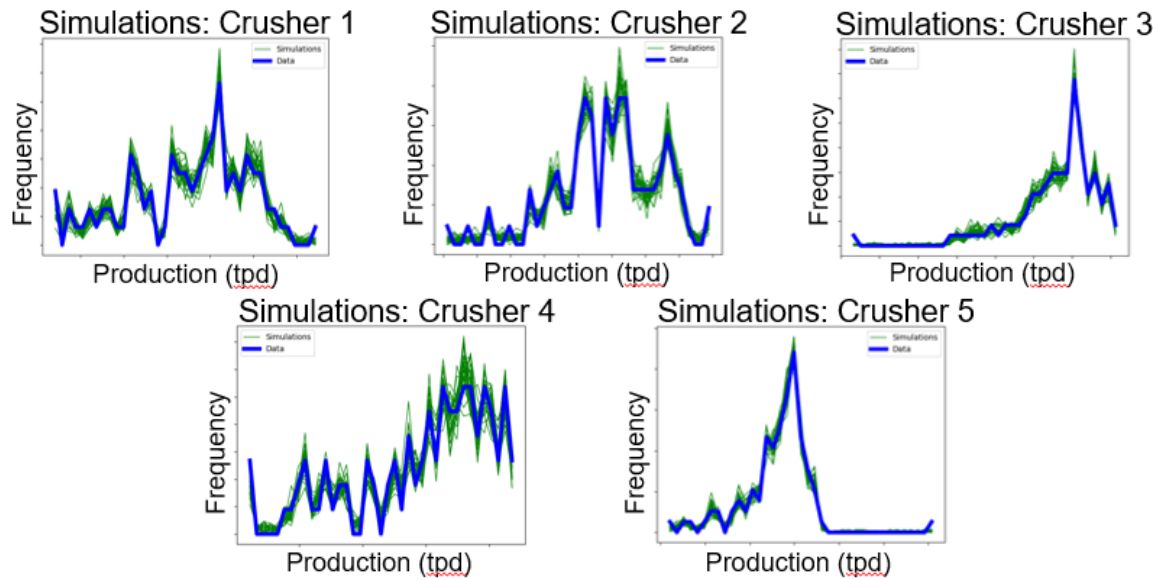 Simulations: Crusher 1
Simulations
Data
Frequency
Production (tpd)
Simulations: Crusher 2
Simulations
Data
Frequency
Production (tpd)
Simulations: Crusher 3
Simulations
Data
Frequency
Production (tpd)
Simulations: Crusher 4
Simulations
Data
Frequency
Production (tpd)
Simulations: Crusher 5
Simulations
Data
Frequency
Production (tpd)